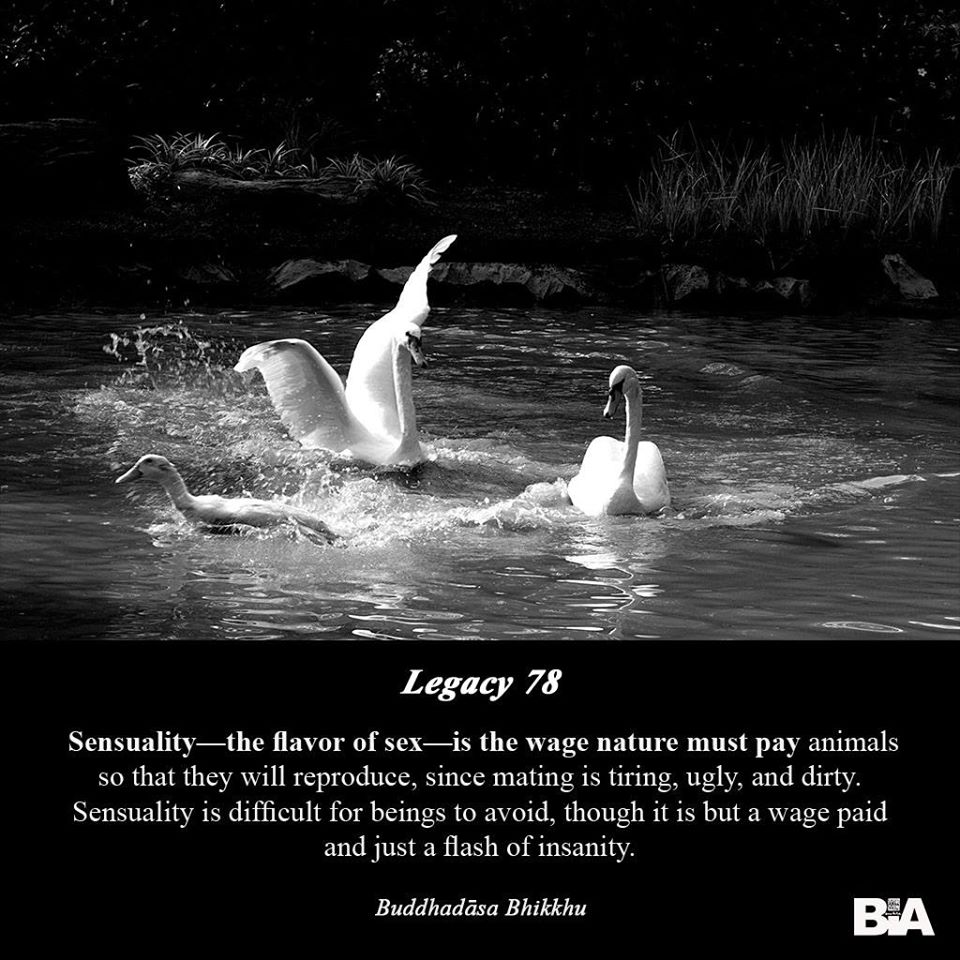 Legacy 78
Sensuality—the flavor of sex—is the wage nature must pay animals
so that they will reproduce, since mating is tiring, ugly, and dirty.
Sensuality is difficult for beings to avoid, though it is but a wage paid
and just a flash of insanity.
Buddhadāsa Bhikkhu
BIA